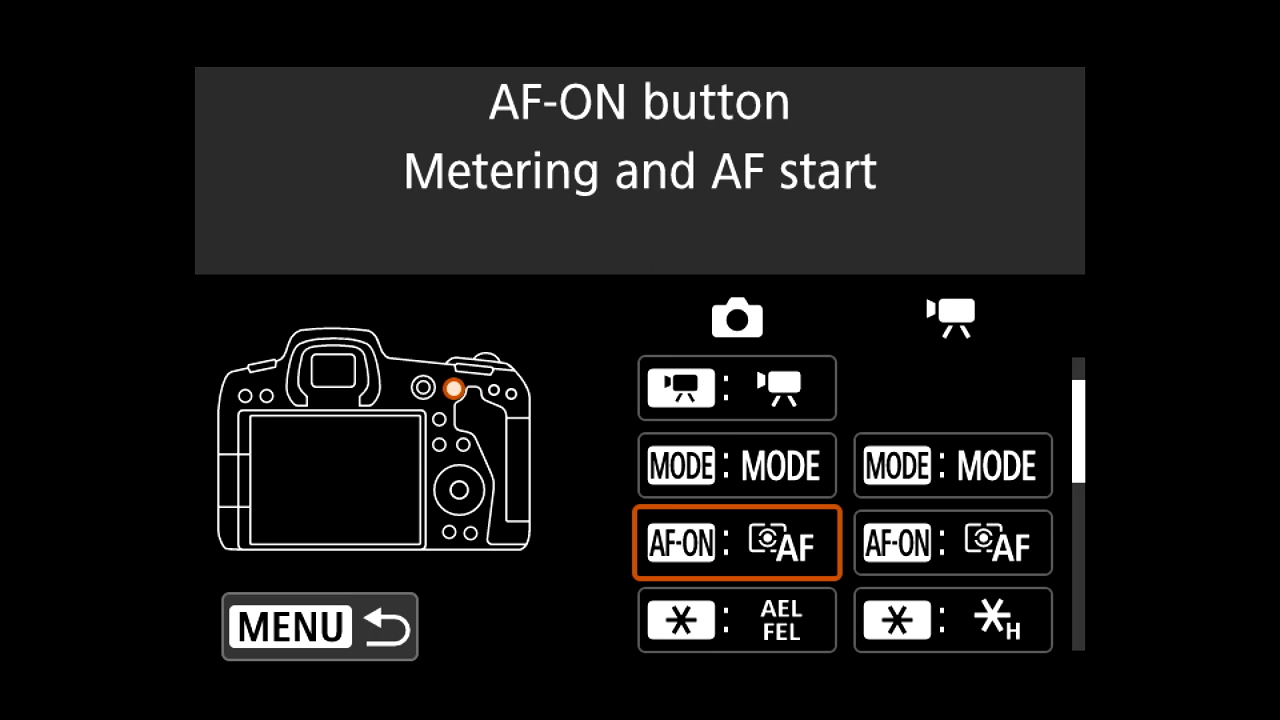 AF-ON button
Metering and AF start
MODE : MODE MODE : MODE
AF-ON : AF AF-ON : AF
AEL
FEL
H
MENU